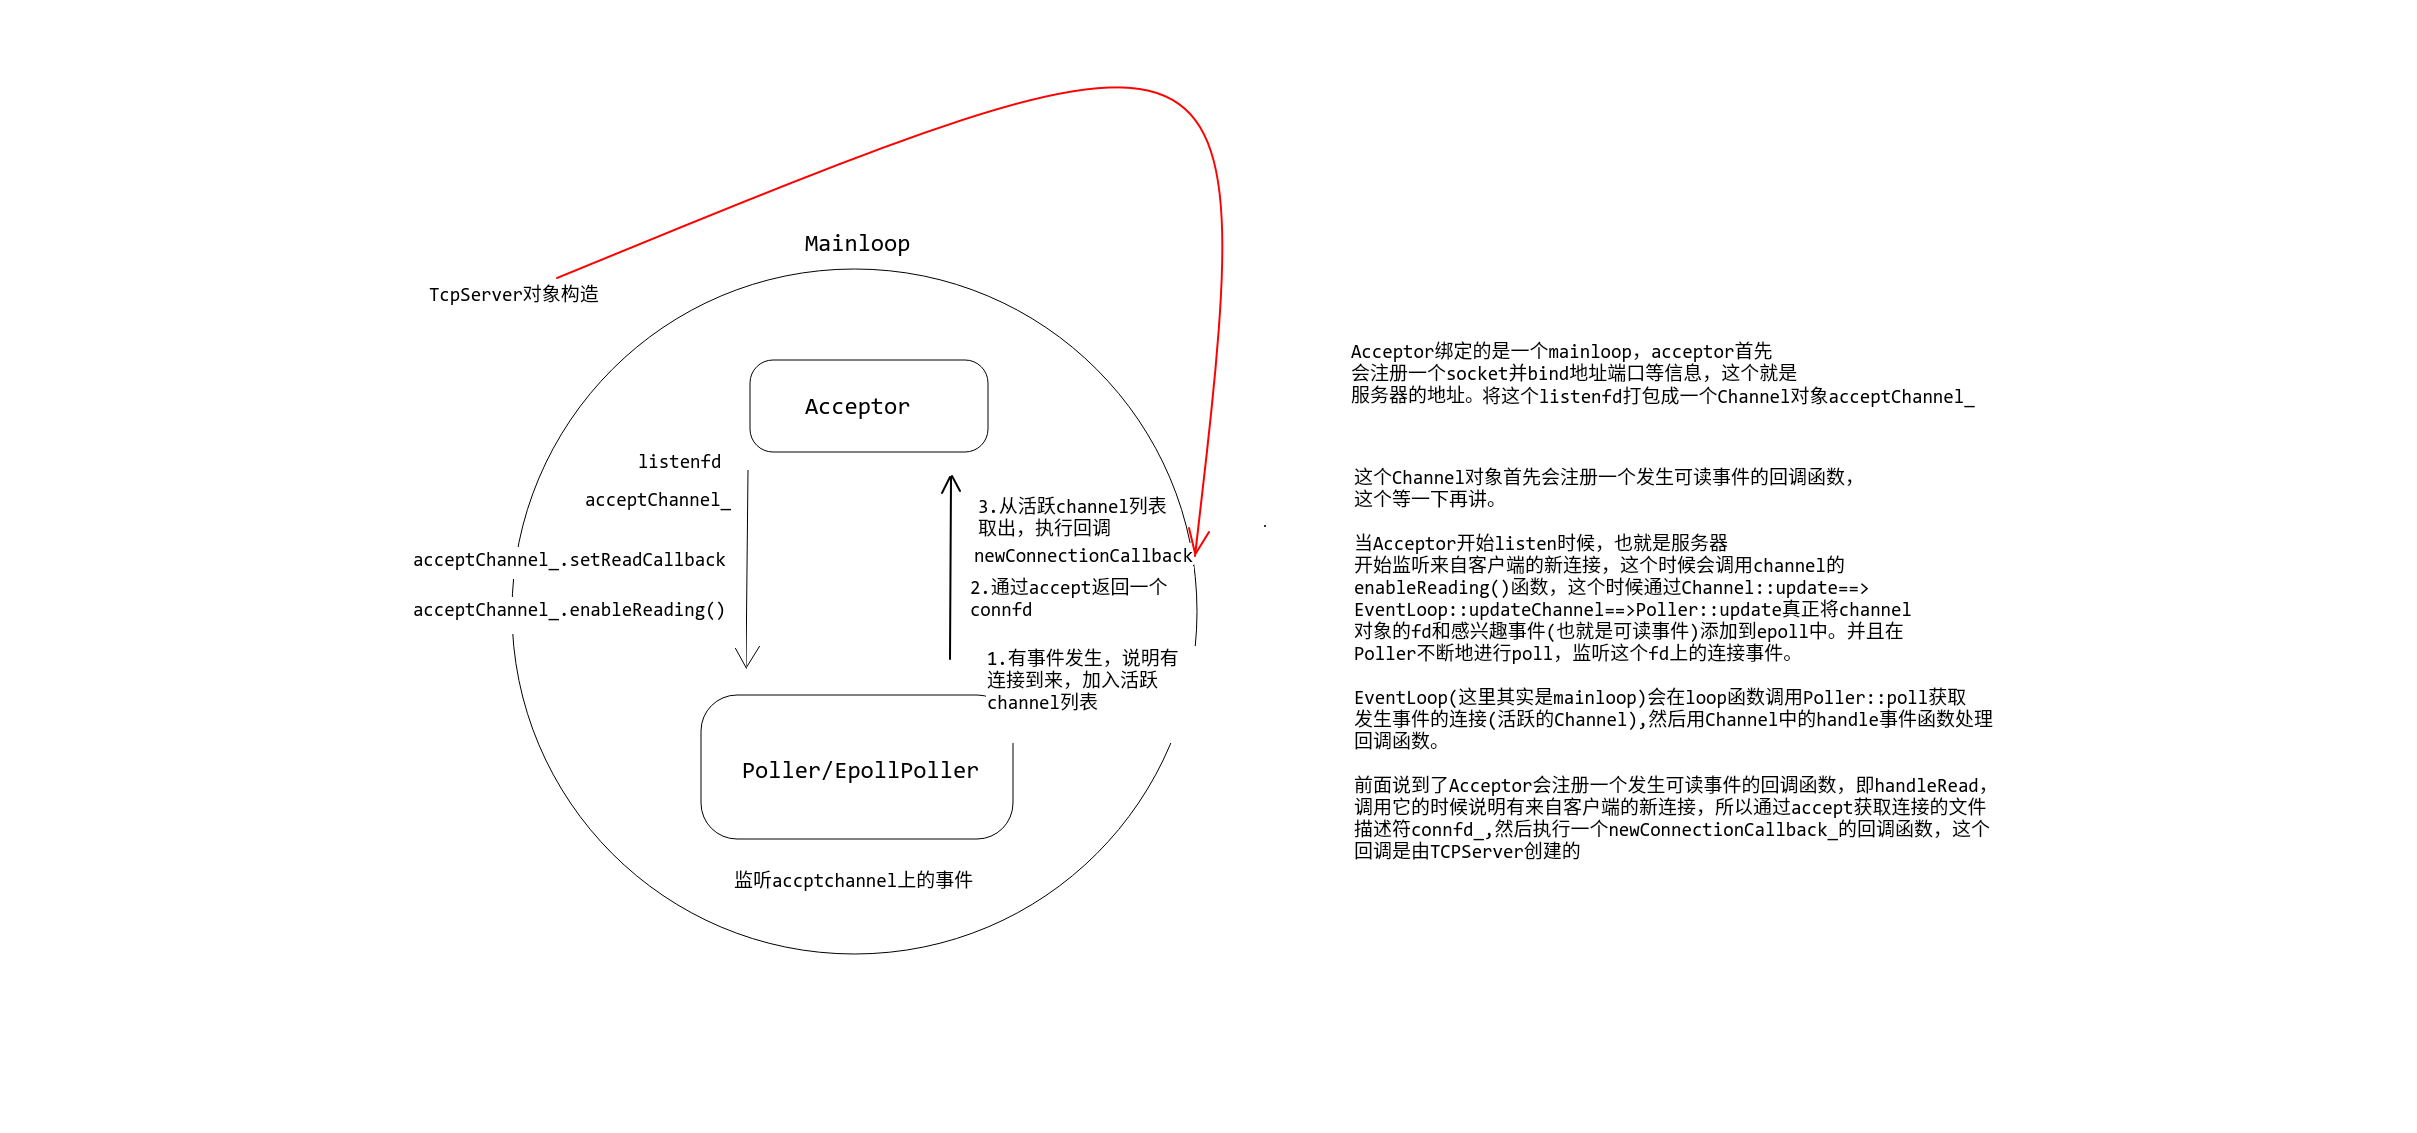 Mainloop
TcpServer对象构造
Acceptor
listenfd
acceptChannel_
acceptChannel_.setReadCallback
acceptChannel_.enableReading()
3.从活跃channel列表
取出，执行回调
newConnectionCallback
2.通过accept返回一个
connfd
1.有事件发生，说明有
连接到来，加入活跃
channel列表
Poller/EpollPoller
监听accptchannel上的事件
Acceptor绑定的是一个mainloop，acceptor首先
会注册一个socket并bind地址端口等信息，这个就是
服务器的地址。将这个listenfd打包成一个Channel对象acceptChannel_
这个Channel对象首先会注册一个发生可读事件的回调函数，
这个等一下再讲。
当Acceptor开始listen时候，也就是服务器
开始监听来自客户端的新连接，这个时候会调用channel的
enableReading()函数，这个时候通过Channel::update==>
EventLoop::updateChannel==>Poller::update真正将channel
对象的fd和感兴趣事件(也就是可读事件)添加到epoll中。并且在
Poller不断地进行poll，监听这个fd上的连接事件。
EventLoop(这里其实是mainloop)会在loop函数调用Poller::poll获取
发生事件的连接(活跃的Channel),然后用Channel中的handle事件函数处理
回调函数。
前面说到了Acceptor会注册一个发生可读事件的回调函数，即handleRead，
调用它的时候说明有来自客户端的新连接，所以通过accept获取连接的文件
描述符connfd_,然后执行一个newConnectionCallback_的回调函数，这个
回调是由TCPServer创建的